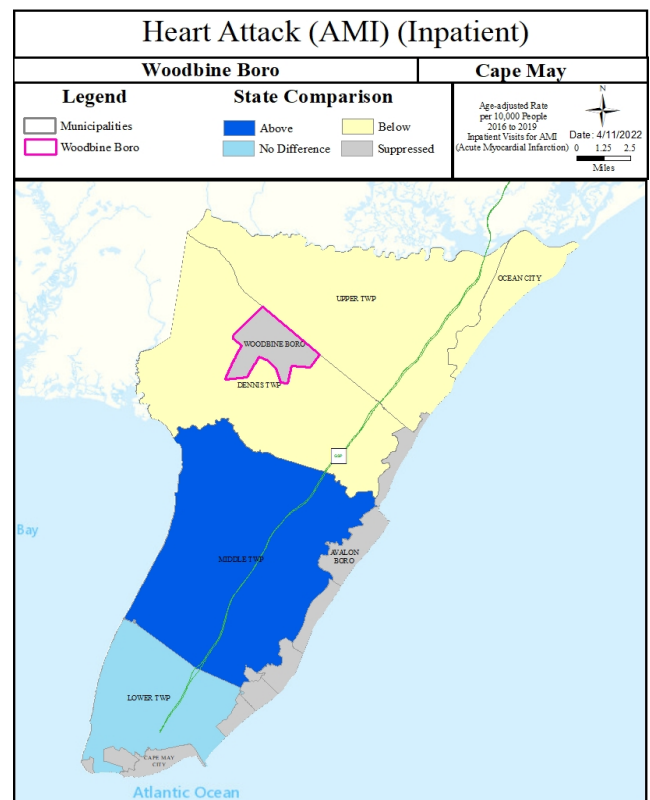 Heart Attack (AMI) (Inpatient)
Woodbine Boro
Cape May
Legend
Municipalities
Woodbine Boro
State Comparison
Above
Below
No Difference
Suppressed
Age-adjusted Rate
per 10,000 People
2016 to 2019
Inpatient Visits for AMI
(Acute Myocardial Infarction)
N
Date: 4/11/2022
0 1.25 2.5
Miles
OCEAN CITY
UPPER TWP
WOODBINE BORO
DENNIS TWP
GSP
Bay
MIDDLE TWP
AVALON
BORO
LOWER TWP
CAPE MAY
CITY
Atlantic Ocean